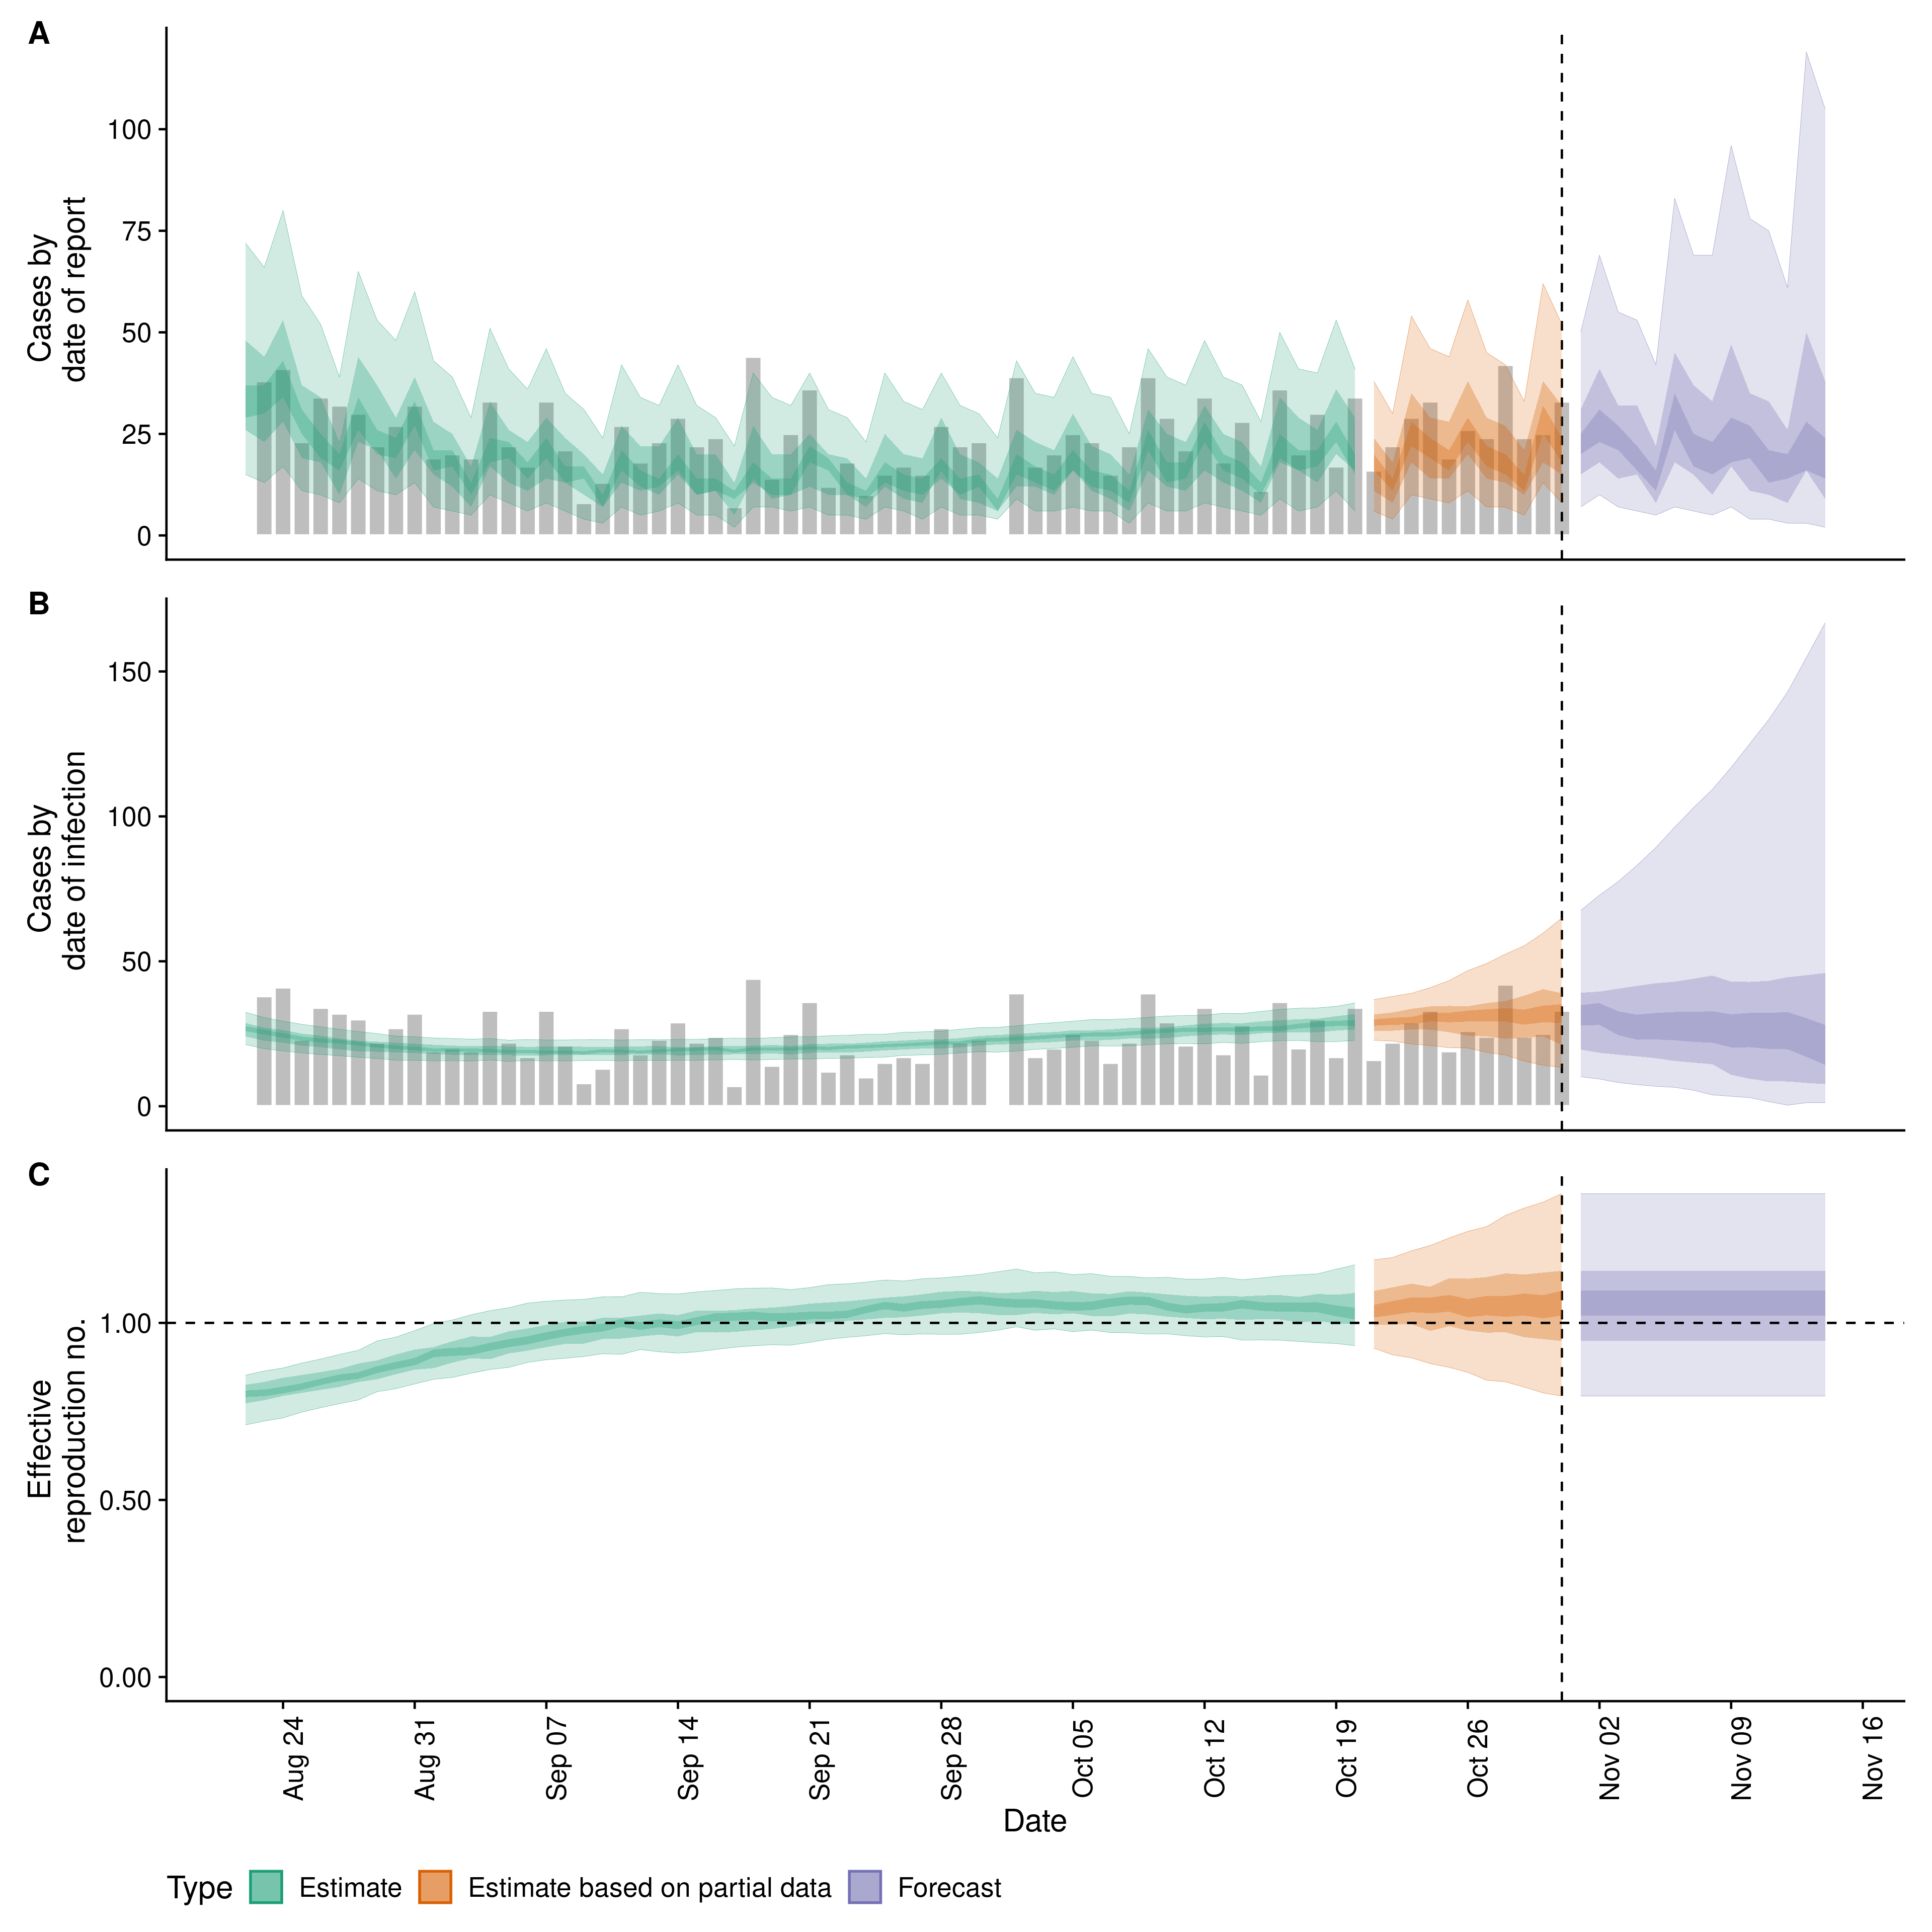 A
Cases by
date of report
100
75
50
25
0
B
Cases by
date of infection
150
100
50
0
C
Effective
reproduction no.
1.00
0.50
0.00
Aug 24
Aug 31
Sep 07
Sep 14
Sep 21
Sep 28
Oct 05
Oct 12
Oct 19
Oct 26
Nov 02
Nov 09
Nov 16
Date
Type Estimate Estimate based on partial data Forecast